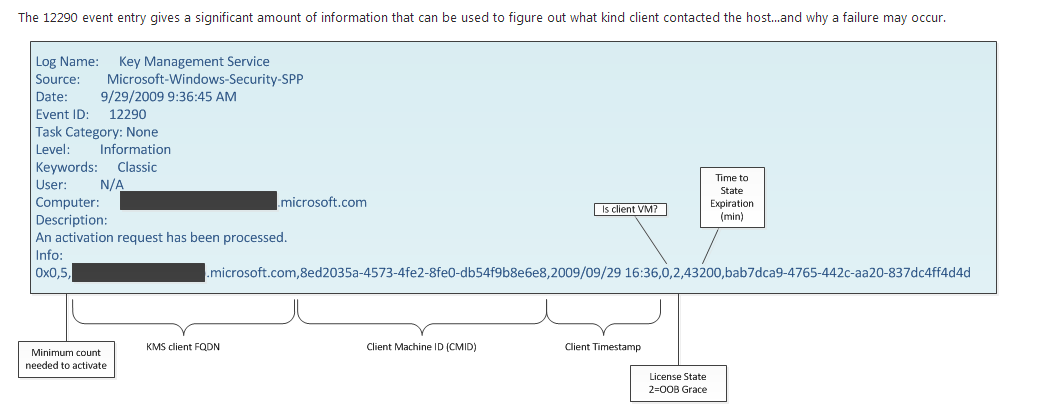 The 12290 event entry gives a significant amount of information that can be used to figure out what kind client contacted the host...and why a failure may occur.
Log Name: Key Management Service
Source: Microsoft-Windows-Security-SPP
Date: 9/29/2009 9:36:45 AM
Event ID: 12290
Task Category: None
Level: Information
Keywords: Classic
User: N/A
Computer: .microsoft.com
Description:
An activation request has been processed.
Info:
0x0,5, .microsoft.com,8ed2035a-4573-4fe2-8fe0-db54f9b8e6e8,2009/09/29 16:36,0,2,43200,bab7dca9-4765-442c-aa20-837dc4ff4d4d
Is client VM?
Time to
State
Expiration
(min)
Minimum count
needed to activate
KMS client FQDN
Client Machine ID (CMID)
Client Timestamp
License State
2=OOB Grace